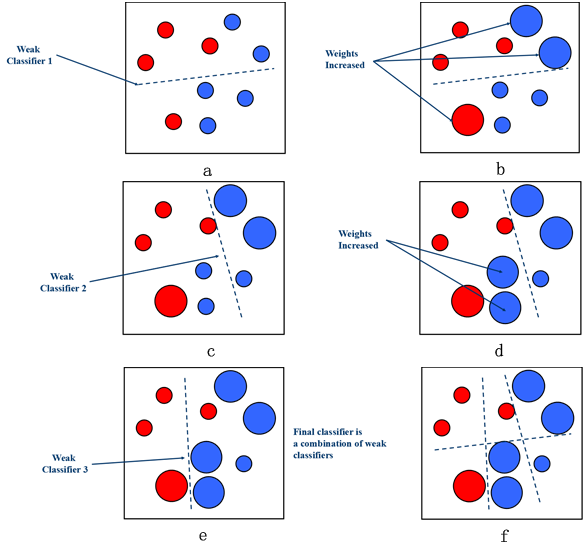 Weak
Classifier 1
Weights
Increased
a
b
Weak
Classifier 2
Weights
Increased
c
d
Weak
Classifier 3
Final classifier is
a combination of weak
classifiers
e
f